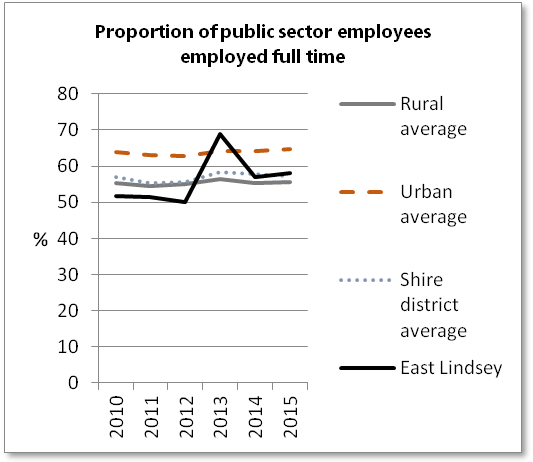 Proportion of public sector employees
employed full time
80
70
60
50
40
30
20
10
0
%
2010
2011
2012
2013
2014
2015
Rural
average
Urban
average
Shire
district
average
East Lindsey